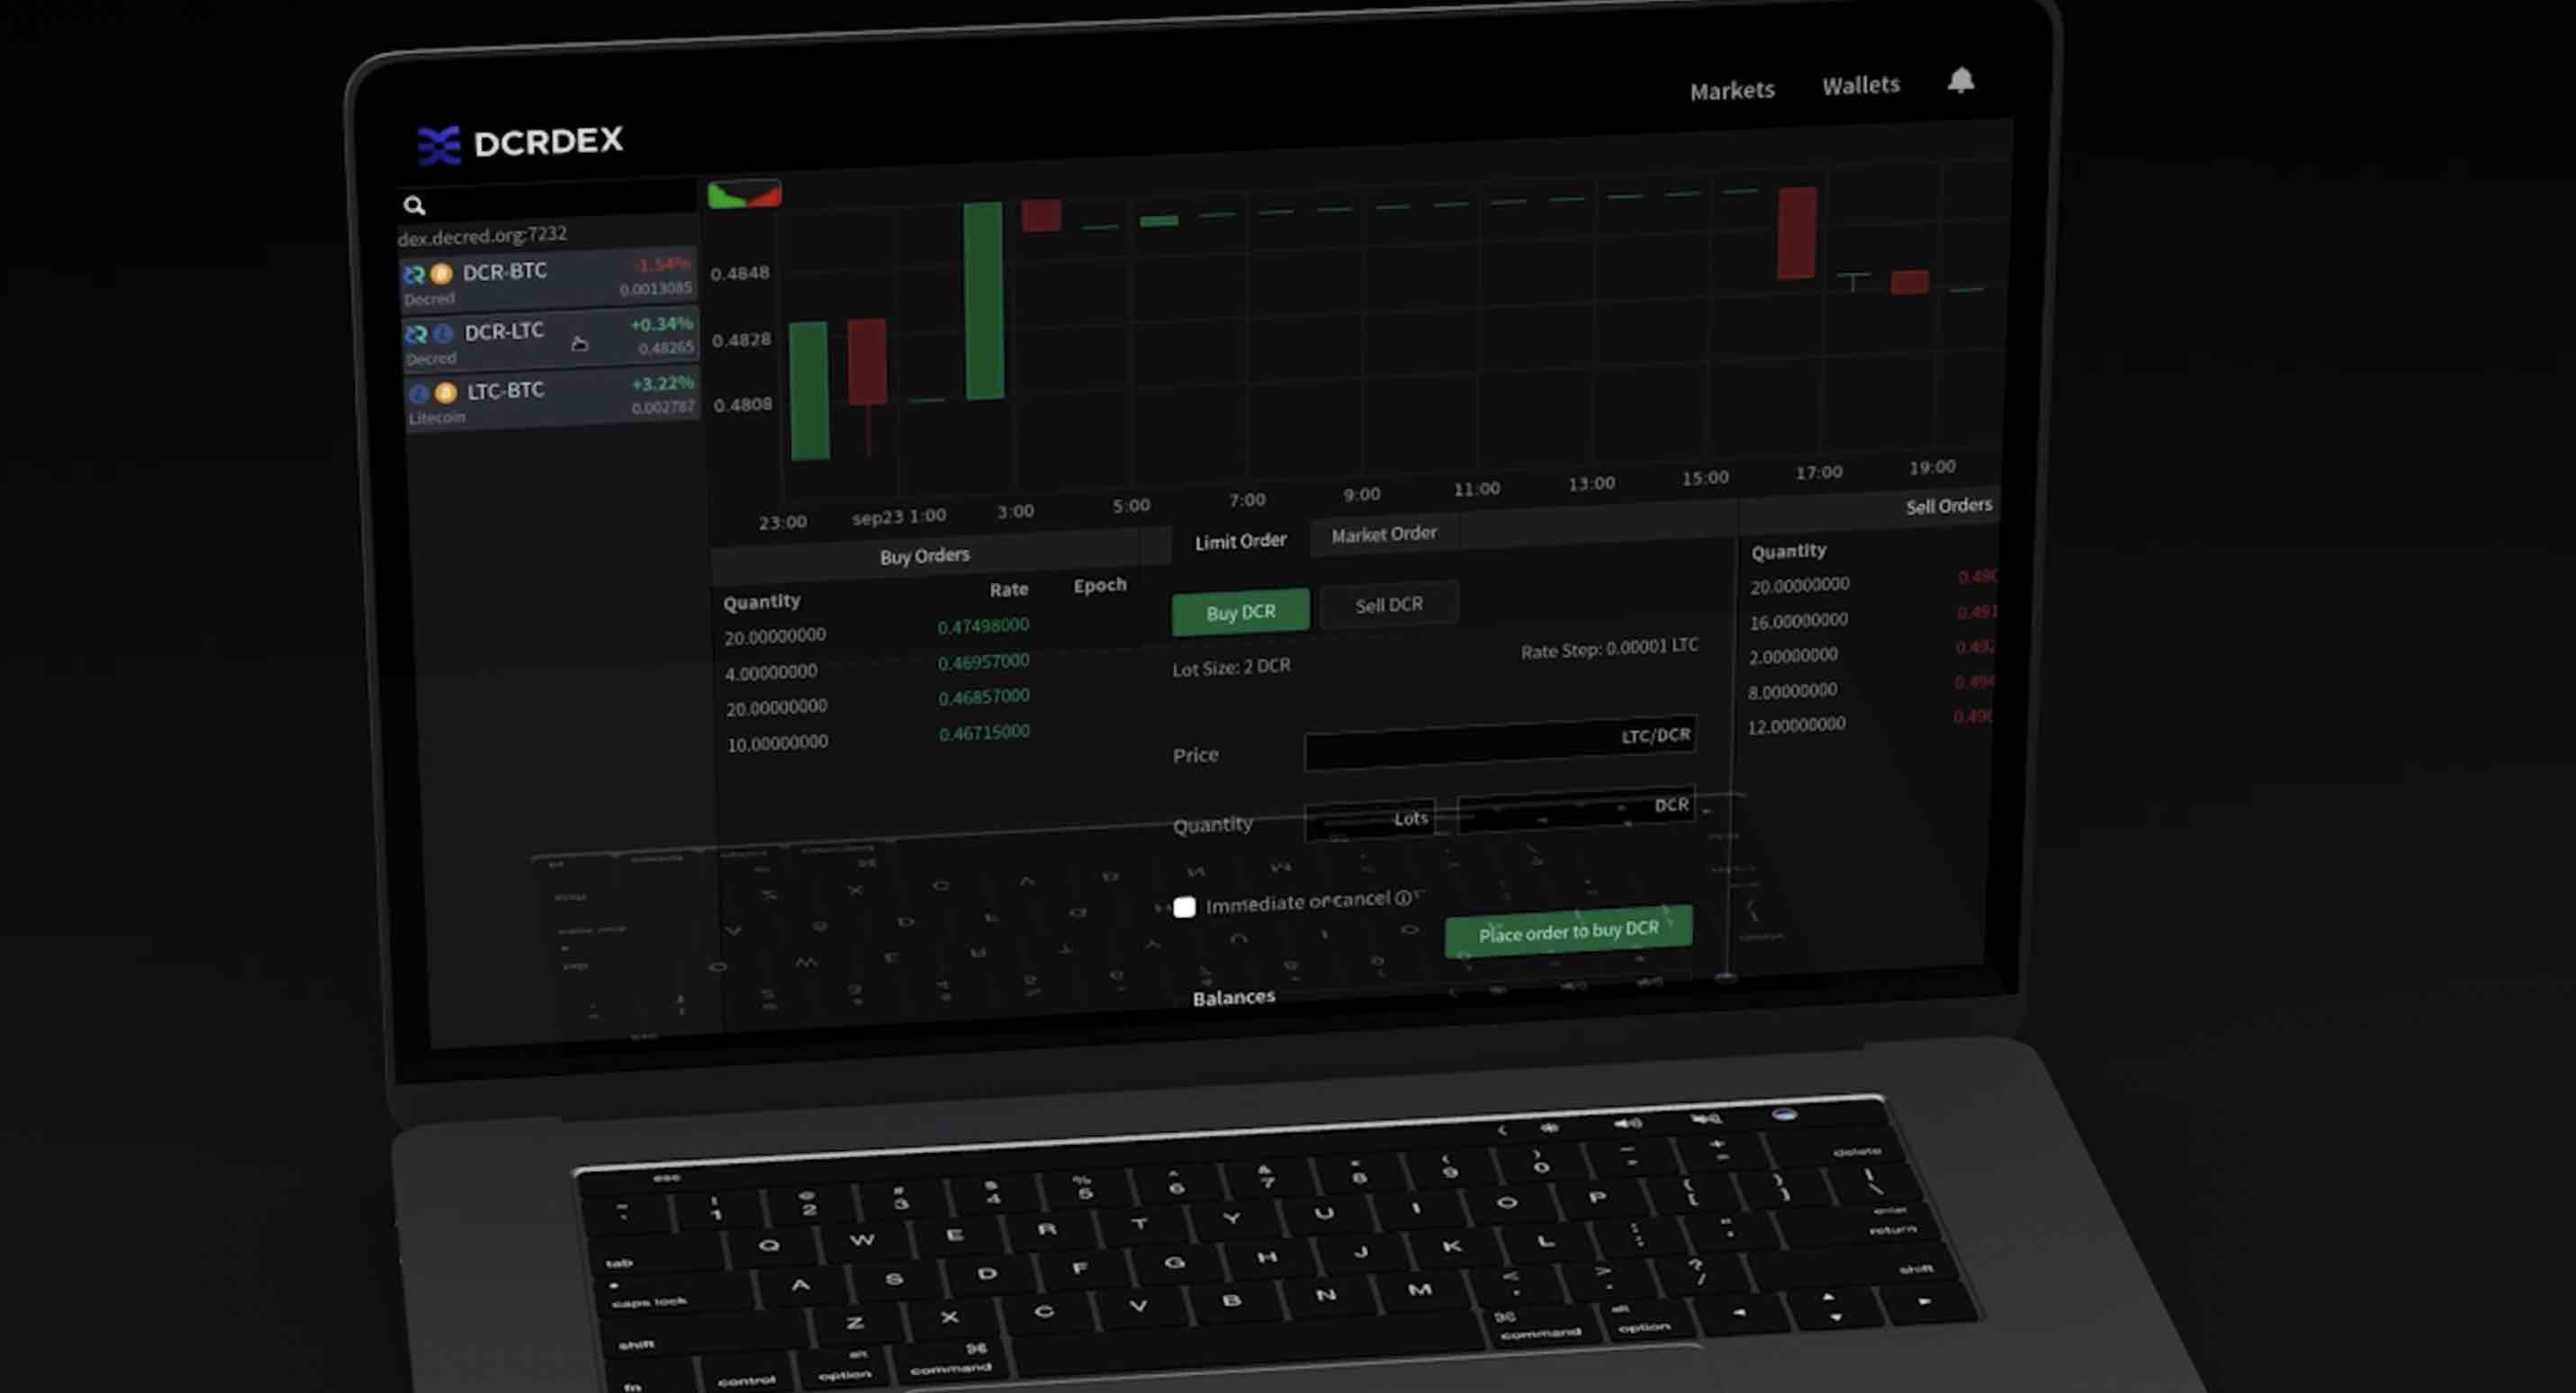 Markets Wallets
DCRDEX
dex.decred.org:7232
DCR-BTC -1.54%
Decred 0.0013085
DCR-LTC +0.34%
Decred 0.48265
LTC-BTC +3.22%
Litecoin 0.002787
0.4848
0.4828
0.4808
23:00 sep23 1:00 3:00 5:00 7:00 9:00 11:00 13:00 15:00 17:00 19:00
Buy Orders
Quantity Rate Epoch
20.00000000 0.47498000
4.00000000 0.46957000
20.00000000 0.46857000
10.00000000 0.46715000
Limit Order Market Order
Buy DCR Sell DCR
Lot Size: 2 DCR Rate Step: 0.00001 LTC
Price LTC/DCR
Quantity Lots DCR
Immediate or cancel
Place order to buy DCR
Balances
Sell Orders
Quantity
20.00000000
16.00000000 0.491
2.00000000 0.492
8.00000000 0.494
12.00000000
esc
~ ! 1 @ 2 # 3 $ 4 % 5 ^ 6 & 7 * 8 ( 9 ) 0 _ - + = delete
tab Q W E R T Y U I O P { [ } ] | \
caps lock A S D F G H J K L : ; " ' enter return
shift Z X C V B N M < , > . ? / shift
fn control alt option ⌘ command ⌘ command alt option